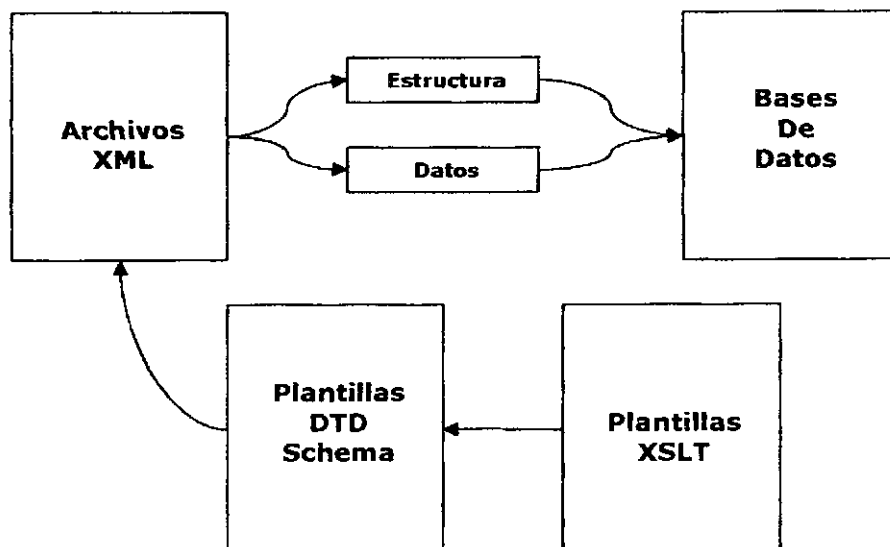 Archivos
XML
Estructura
Datos
Bases
De
Datos
Plantillas
DTD
Schema
Plantillas
XSLT